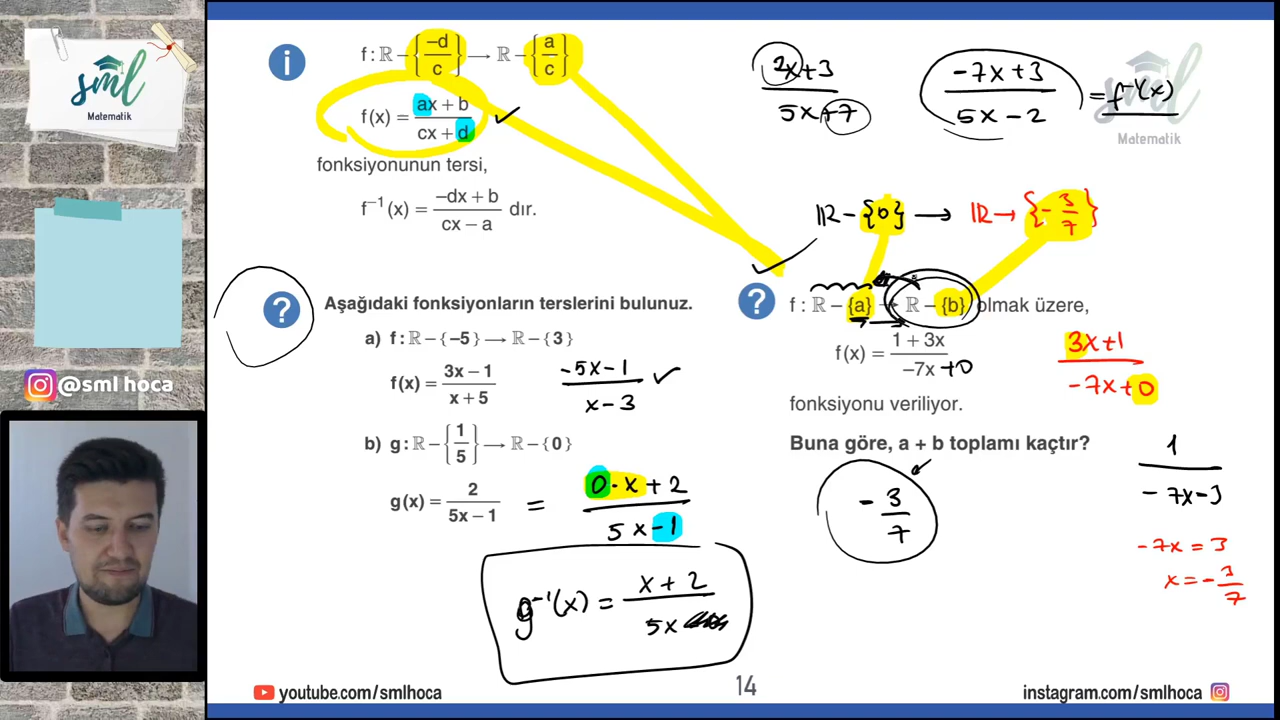 sml
Matematik
@sml hoca
i
f : ℝ – {–d/c} → ℝ – {a/c}
f(x) = (ax + b)/(cx + d) ✓
fonksiyonunun tersi,
f⁻¹(x) = (–dx + b)/(cx – a) dır.
? Aşağıdaki fonksiyonların terslerini bulunuz.
a) f : ℝ – {–5} → ℝ – {3}
f(x) = (3x – 1)/(x + 5)
(-5x-1)/(x-3) ✓
b) g : ℝ – {1/5} → ℝ – {0}
g(x) = 2/(5x – 1) = (0·x + 2)/(5x-1)
g⁻¹(x) = (x+2)/5x
(2x+3)/(5x+7)
(-7x+3)/(5x-2) = f⁻¹(x)
sml
Matematik
ℝ-{0} → ℝ→{-3/7}
? f : ℝ – {a} → ℝ – {b} olmak üzere,
f(x) = (1 + 3x)/(–7x +0)
(3x+1)/(-7x+0)
fonksiyonu veriliyor.
Buna göre, a + b toplamı kaçtır?
-3/7
1/(-7x-3)
-7x = 3
x = -3/7
youtube.com/smlhoca
14
instagram.com/smlhoca